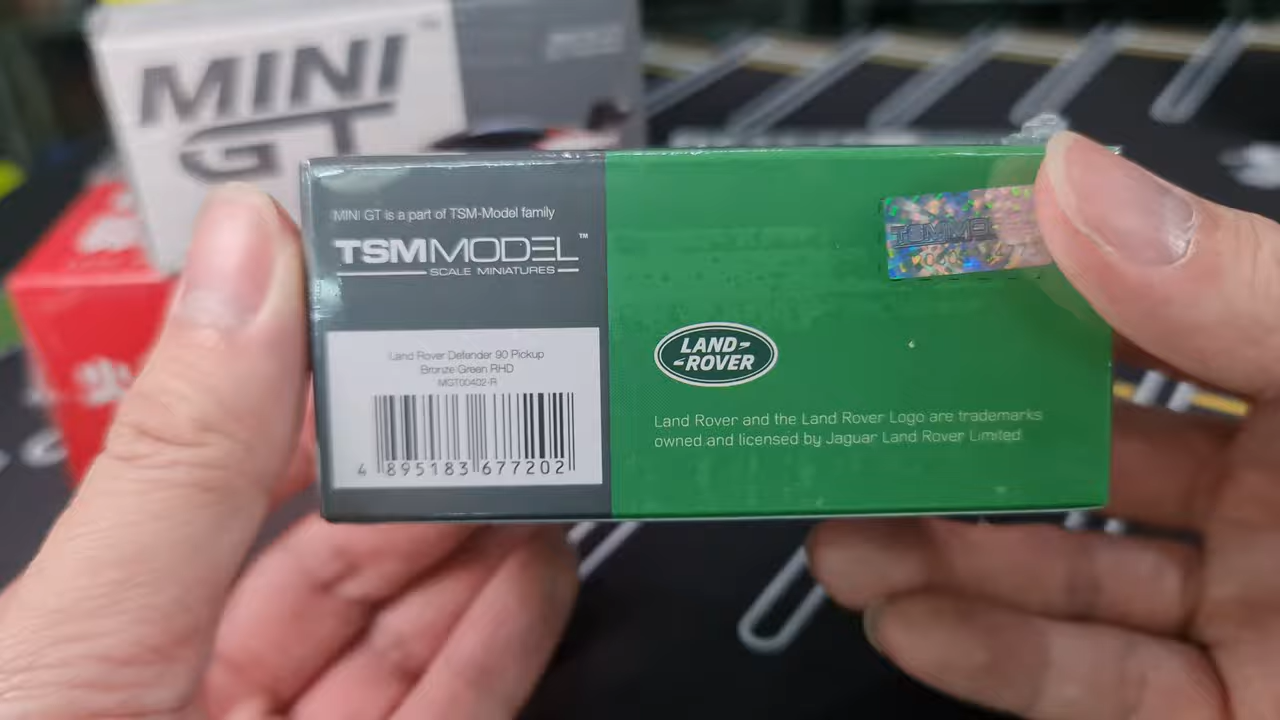 MINI
GT
MINI GT is a part of TSM-Model family
TSMMODEL™
SCALE MINIATURES
Land Rover Defender 90 Pickup
Bronze Green RHD
MGT00402-R
4 895183 677202
LAND-
-ROVER
Land Rover and the Land Rover Logo are trademarks
owned and licensed by Jaguar Land Rover Limited